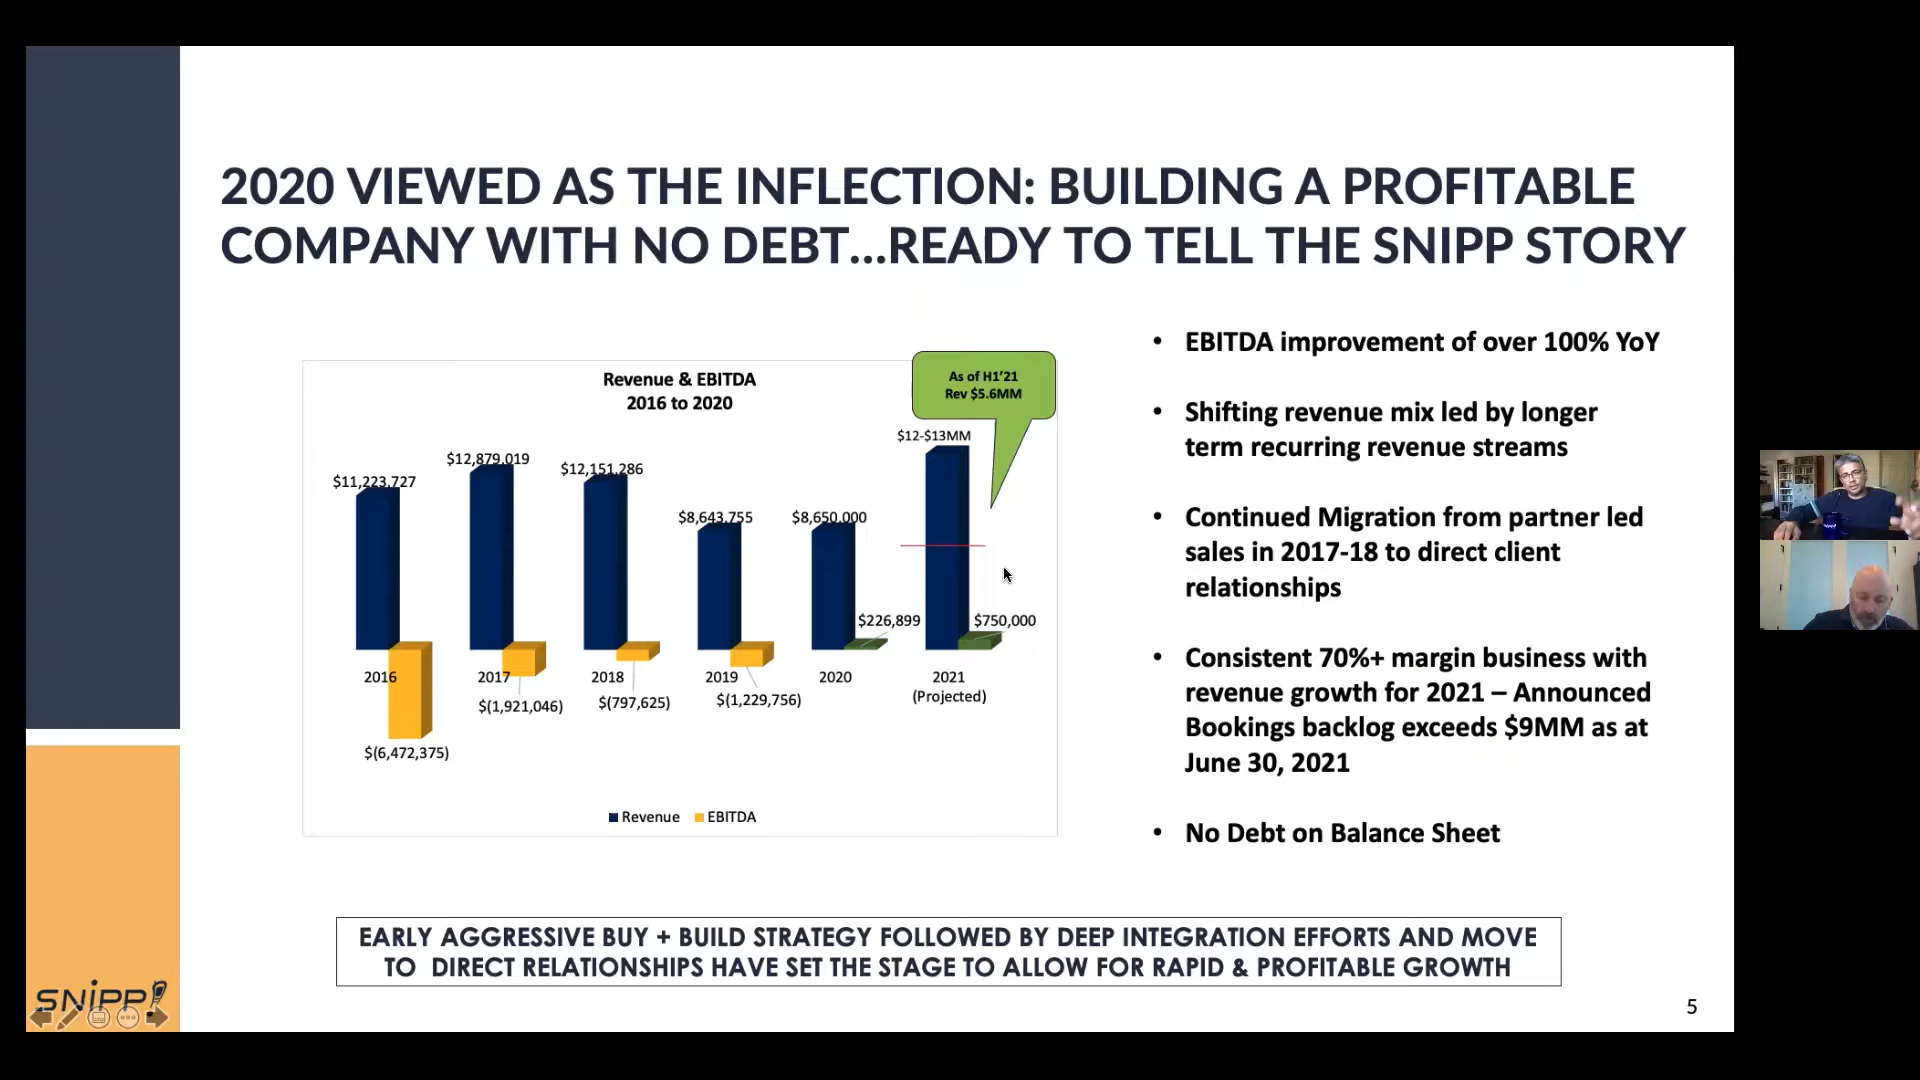 2020 VIEWED AS THE INFLECTION: BUILDING A PROFITABLE
COMPANY WITH NO DEBT...READY TO TELL THE SNIPP STORY
Revenue & EBITDA
2016 to 2020
As of H1'21
Rev $5.6MM
$11,223,727
$12,879,019
$12,151,286
$8,643,755
$8,650,000
$12-$13MM
$226,899
$750,000
2016
2017
2018
2019
2020
2021
(Projected)
$(6,472,375)
$(1,921,046)
$(797,625)
$(1,229,756)
Revenue
EBITDA
• EBITDA improvement of over 100% YoY
• Shifting revenue mix led by longer
term recurring revenue streams
• Continued Migration from partner led
sales in 2017-18 to direct client
relationships
• Consistent 70%+ margin business with
revenue growth for 2021 – Announced
Bookings backlog exceeds $9MM as at
June 30, 2021
• No Debt on Balance Sheet
EARLY AGGRESSIVE BUY + BUILD STRATEGY FOLLOWED BY DEEP INTEGRATION EFFORTS AND MOVE
TO DIRECT RELATIONSHIPS HAVE SET THE STAGE TO ALLOW FOR RAPID & PROFITABLE GROWTH
SNIPP!
5